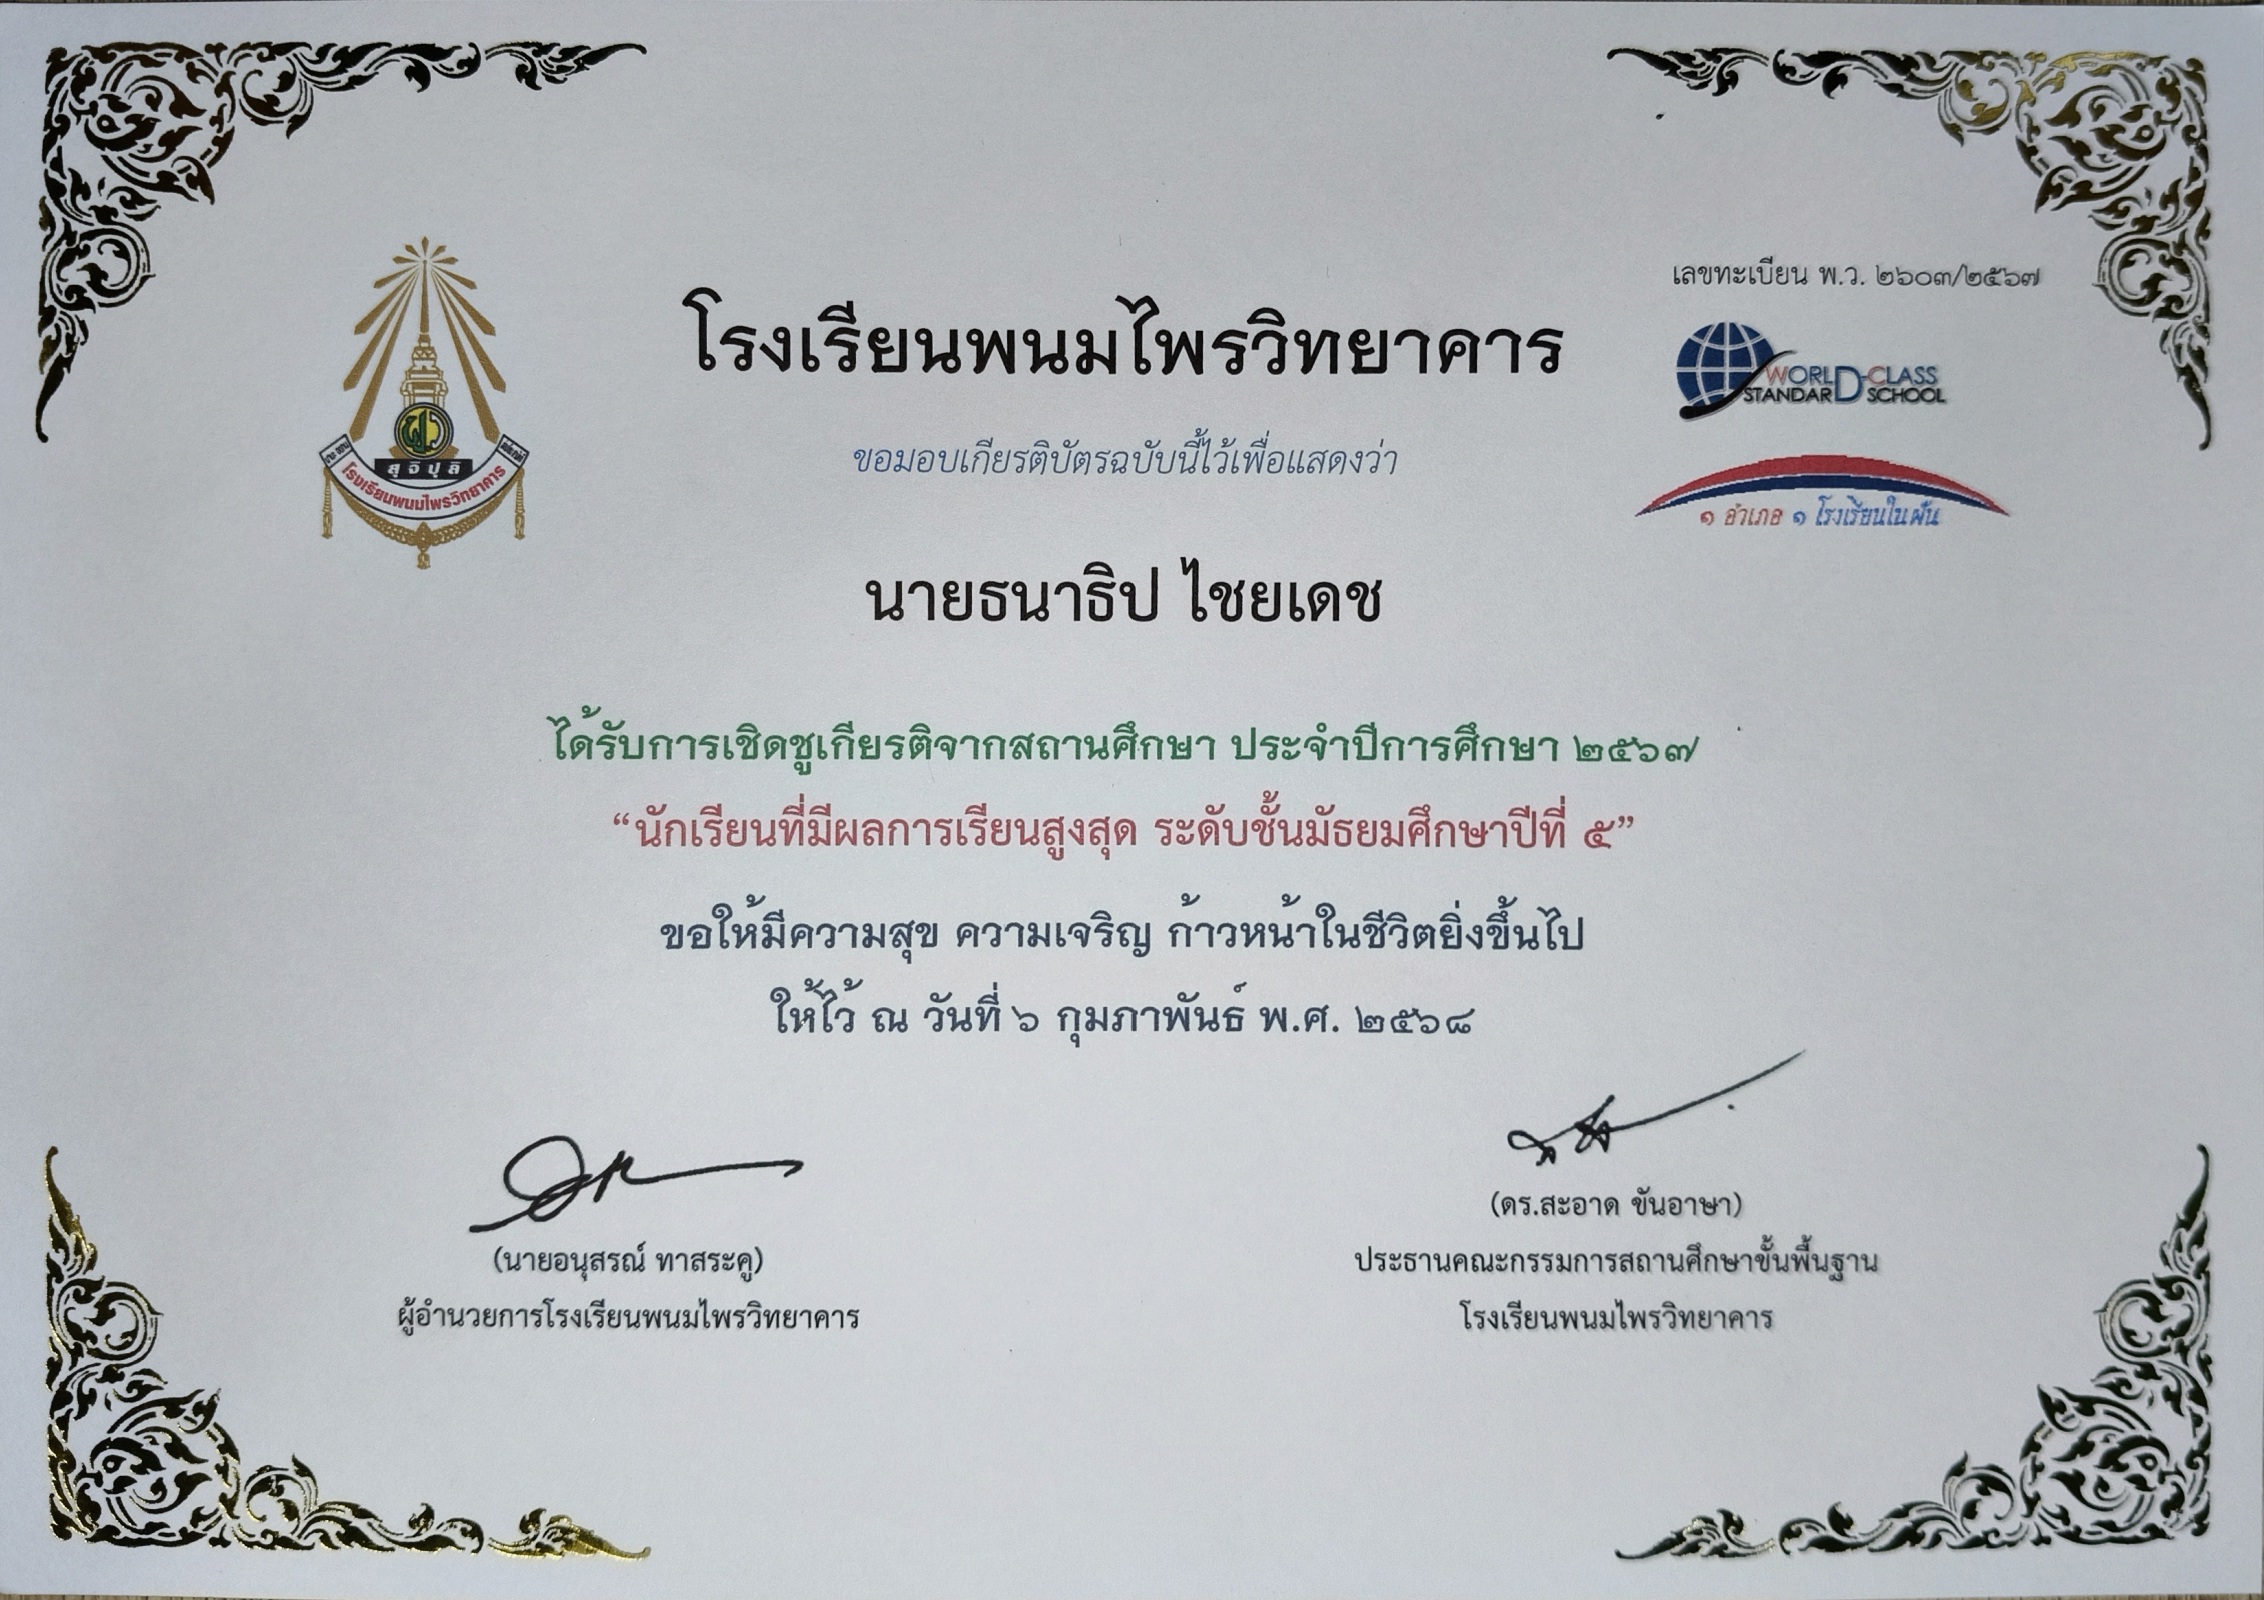 เลขทะเบียน พ.ว. ๒๖๐๓/๒๕๖๗
โรงเรียนพนมไพรวิทยาคาร
WORLD-CLASS
STANDARD SCHOOL
ขอมอบเกียรติบัตรฉบับนี้ไว้เพื่อแสดงว่า
สุจิปุลิ
โรงเรียนพนมไพรวิทยาคาร
๑ อำเภอ ๑ โรงเรียนในฝัน
นายธนาธิป ไชยเดช
ได้รับการเชิดชูเกียรติจากสถานศึกษา ประจำปีการศึกษา ๒๕๖๗
“นักเรียนที่มีผลการเรียนสูงสุด ระดับชั้นมัธยมศึกษาปีที่ ๕”
ขอให้มีความสุข ความเจริญ ก้าวหน้าในชีวิตยิ่งขึ้นไป
ให้ไว้ ณ วันที่ ๖ กุมภาพันธ์ พ.ศ. ๒๕๖๘
(นายอนุสรณ์ ทาสระคู)
ผู้อำนวยการโรงเรียนพนมไพรวิทยาคาร
(ดร.สะอาด ขันอาษา)
ประธานคณะกรรมการสถานศึกษาขั้นพื้นฐาน
โรงเรียนพนมไพรวิทยาคาร